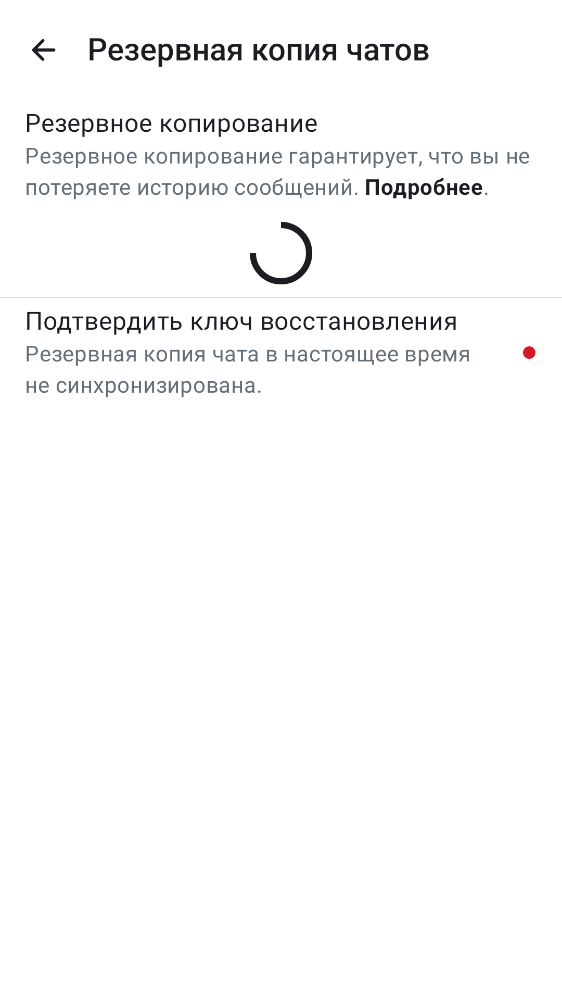 Резервная копия чатов
Резервное копирование
Резервное копирование гарантирует, что вы не
потеряете историю сообщений. Подробнее.
Подтвердить ключ восстановления
Резервная копия чата в настоящее время
не синхронизирована.